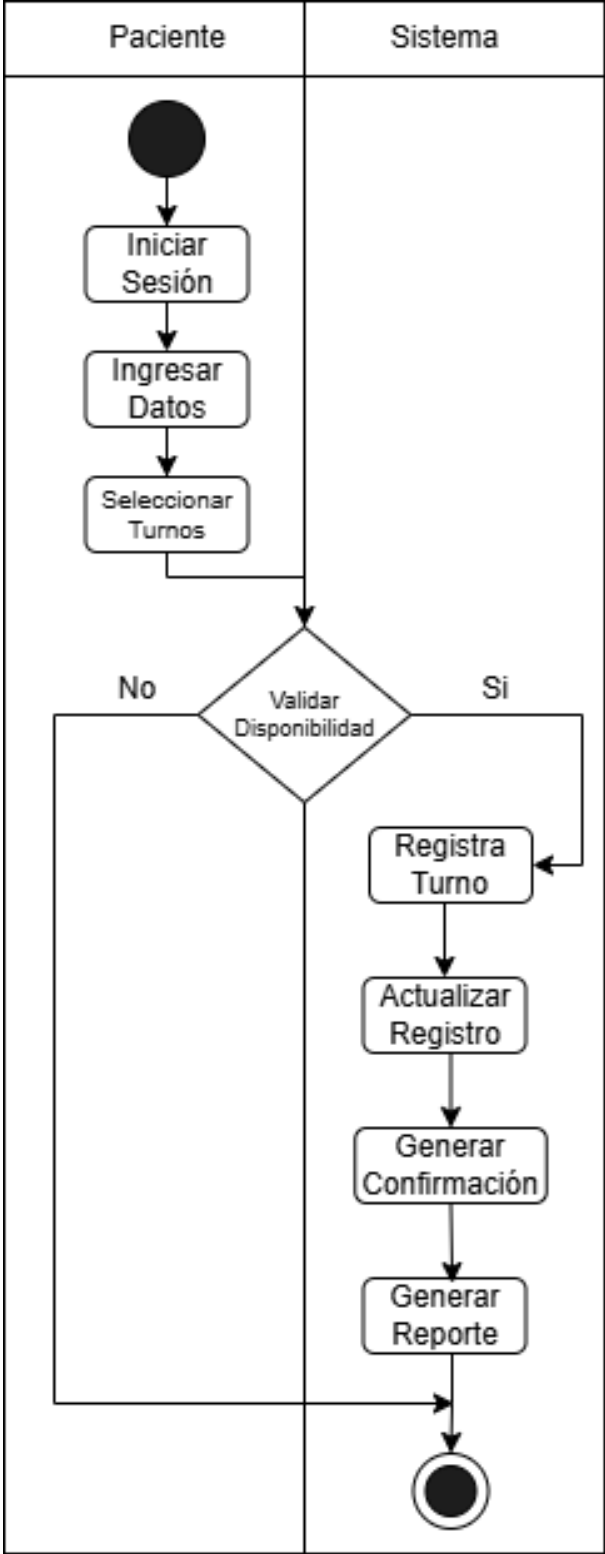 Paciente
Sistema
Iniciar
Sesión
Ingresar
Datos
Seleccionar
Turnos
No
Validar
Disponibilidad
Si
Registra
Turno
Actualizar
Registro
Generar
Confirmación
Generar
Reporte